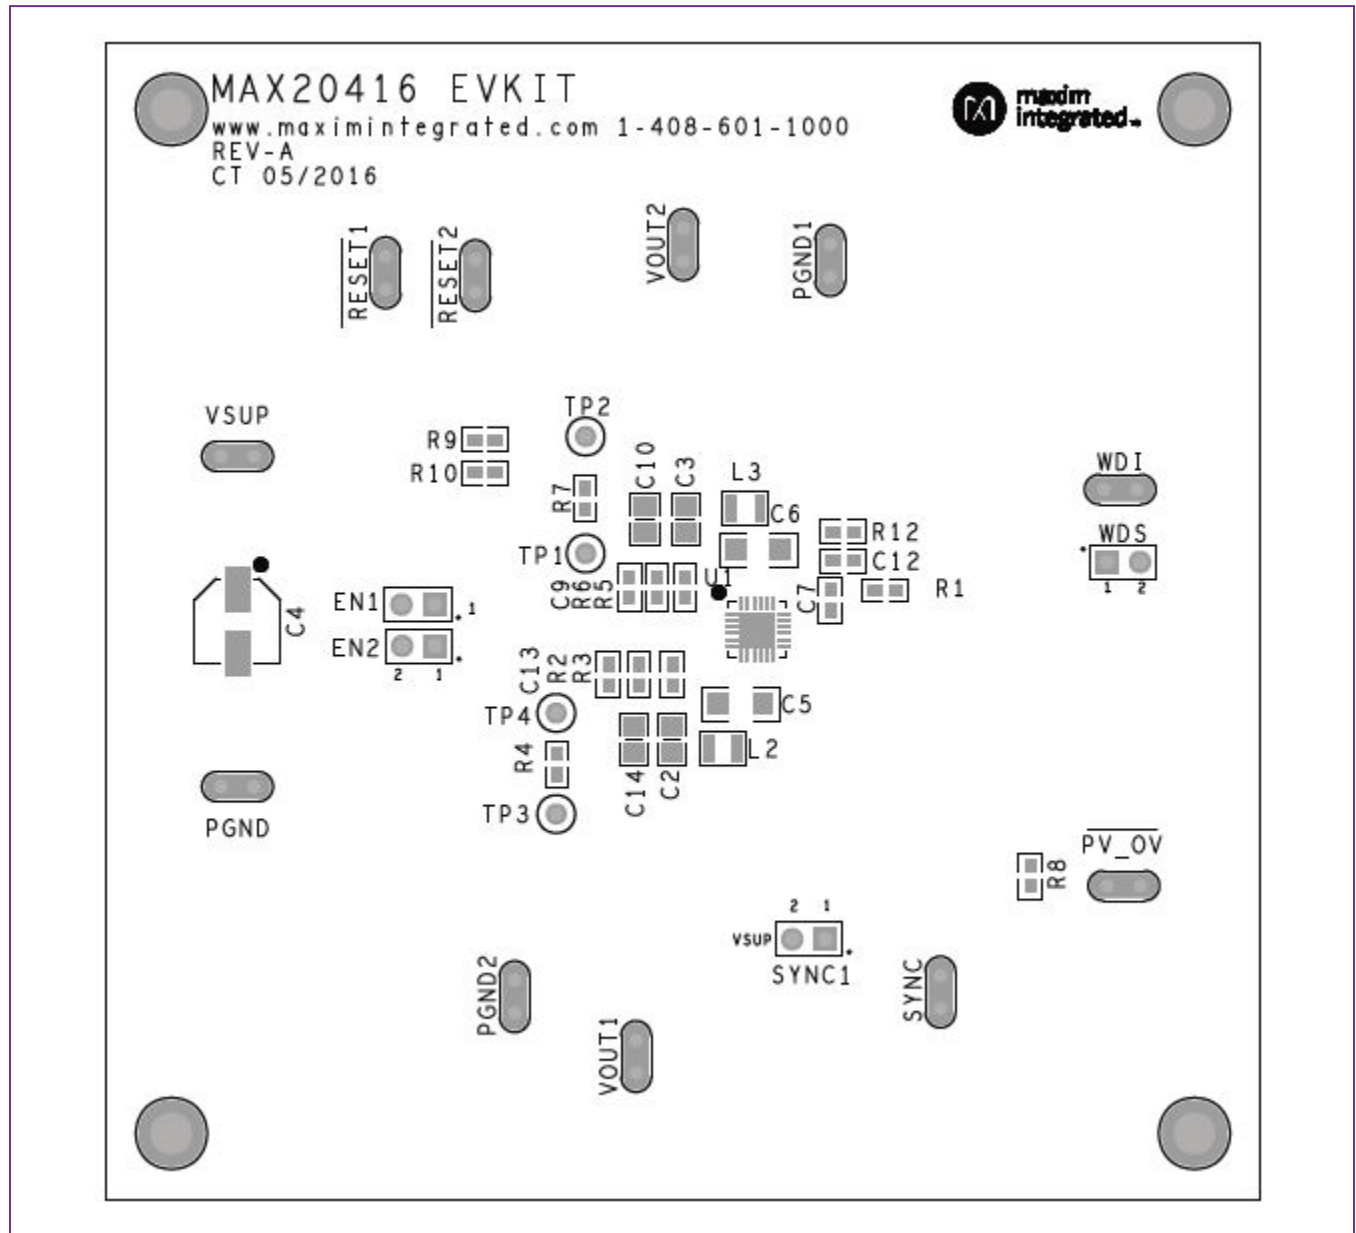 MAX20416 EVKIT
www.maximintegrated.com 1-408-601-1000
REV-A
CT 05/2016
maxim
integrated™
RESET1
RESET2
VOUT2
PGND1
VSUP
TP2
R9
R10
R7
C10
C3
L3
C6
WDI
WDS
1 2
TP1
R12
C12
C9
R6
R5
U1
C7
R1
C4
EN1
1
EN2
2 1
C13
R2
R3
TP4
C5
R4
L2
C14
C2
TP3
PGND
PV_OV
R8
2 1
VSUP
SYNC1
PGND2
SYNC
VOUT1